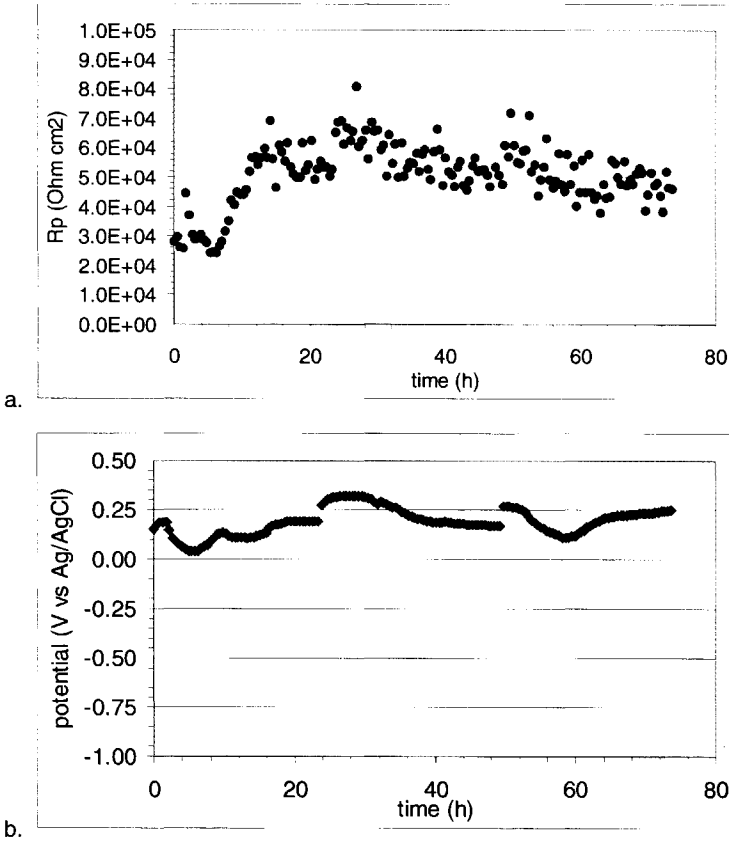 1.0E+05
9.0E+04
8.0E+04
7.0E+04
6.0E+04
5.0E+04
4.0E+04
3.0E+04
2.0E+04
1.0E+04
0.0E+00
Rp (Ohm cm2)
0 20 40 60 80
time (h)
a.
0.50
0.25
0.00
-0.25
-0.50
-0.75
-1.00
potential (V vs Ag/AgCl)
0 20 40 60 80
time (h)
b.